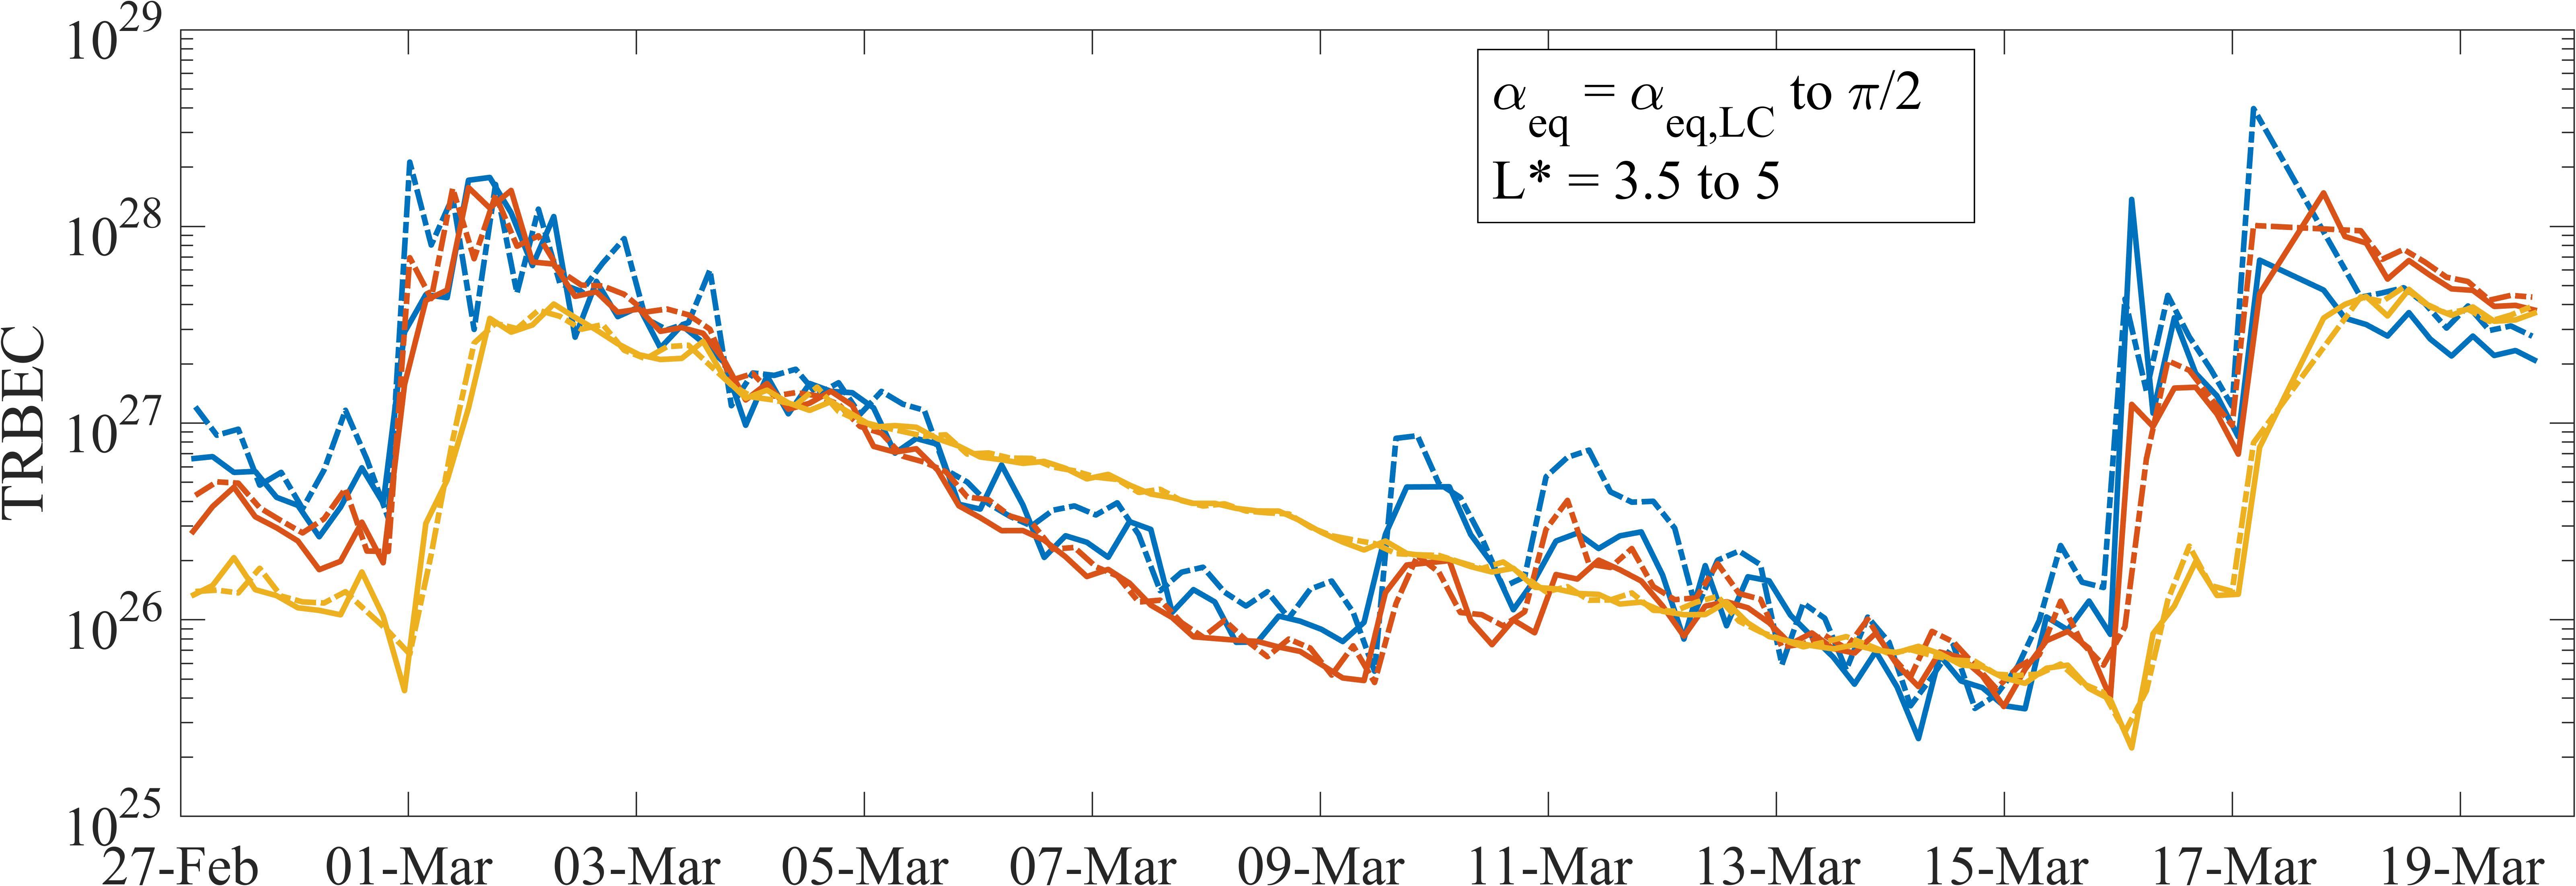 10^29
10^28
10^27
10^26
10^25
TRBEC
α_eq = α_eq,LC to π/2
L* = 3.5 to 5
27-Feb 01-Mar 03-Mar 05-Mar 07-Mar 09-Mar 11-Mar 13-Mar 15-Mar 17-Mar 19-Mar